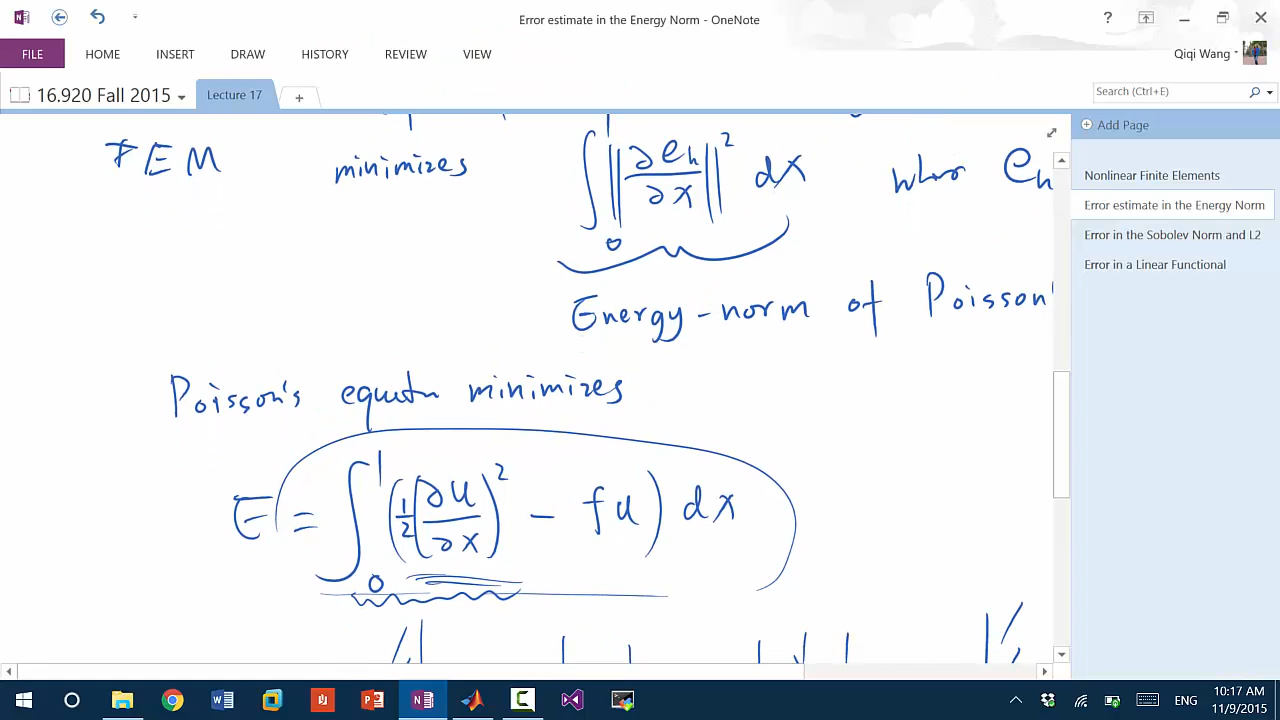 Error estimate in the Energy Norm - OneNote
FILE HOME INSERT DRAW HISTORY REVIEW VIEW
Qiqi Wang
16.920 Fall 2015 Lecture 17
Search (Ctrl+E)
Add Page
Nonlinear Finite Elements
Error estimate in the Energy Norm
Error in the Sobolev Norm and L2
Error in a Linear Functional
FEM minimizes ∫₀¹ ‖∂e_h/∂x‖² dx where e_h
Energy-norm of Poisson'
Poisson's equatn minimizes
E = ∫₀¹ (½(∂u/∂x)² − fu) dx
ENG
10:17 AM
11/9/2015